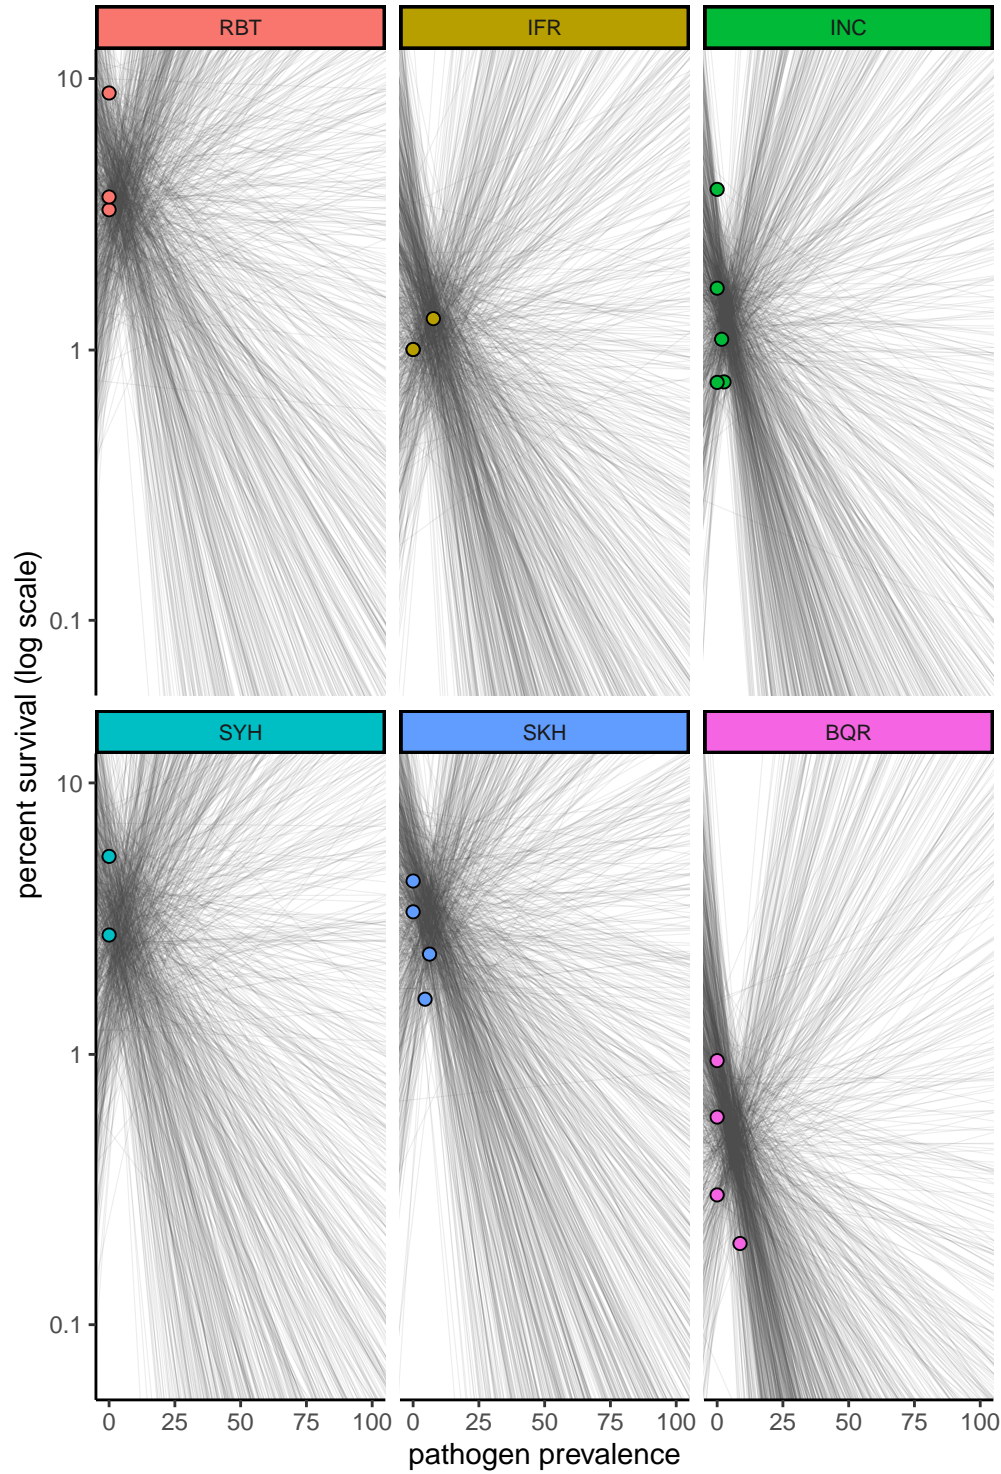 RBT IFR INC
10
1
0.1
percent survival (log scale)
SYH SKH BQR
10
1
0.1
0 25 50 75 100 0 25 50 75 100 0 25 50 75 100
pathogen prevalence